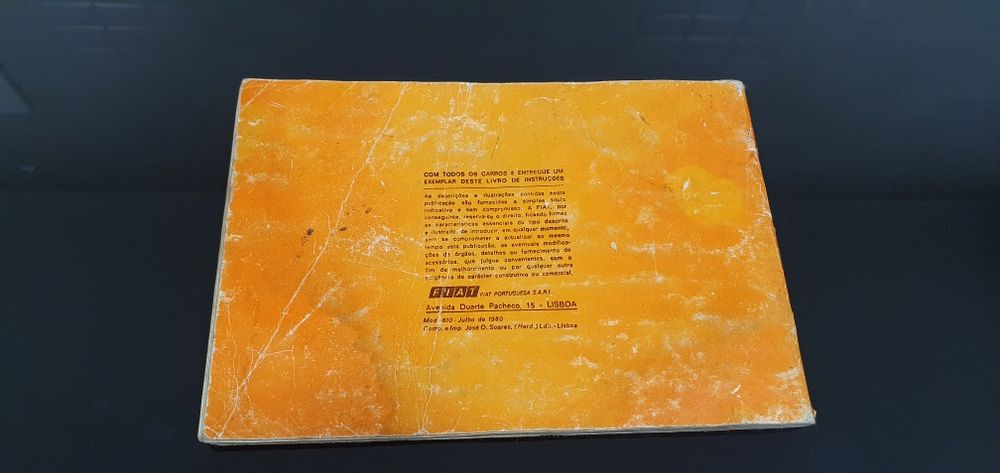 COM TODOS OS CARROS É ENTREGUE UM
EXEMPLAR DESTE LIVRO DE INSTRUÇÕES
As descrições e ilustrações contidas nesta
publicação são fornecidas a simples título
indicativo e sem compromisso. A FIAT, por
conseguinte, reserva-se o direito, ficando firmes
as características essenciais do tipo descrito
e ilustrado, de introduzir, em qualquer momento,
sem se comprometer a actualizar ao mesmo
tempo esta publicação, as eventuais modifica-
ções de órgãos, detalhes ou fornecimento de
acessórios, que julgue convenientes, com o
fim de melhoramento ou por qualquer outra
exigência de carácter construtivo ou comercial.
FIAT FIAT PORTUGUESA S.A.R.L.
Avenida Duarte Pacheco, 15 - LISBOA
Mod. 610 - Julho de 1980
Comp. e Imp. José O. Soares, (Herd.) Lda. - Lisboa